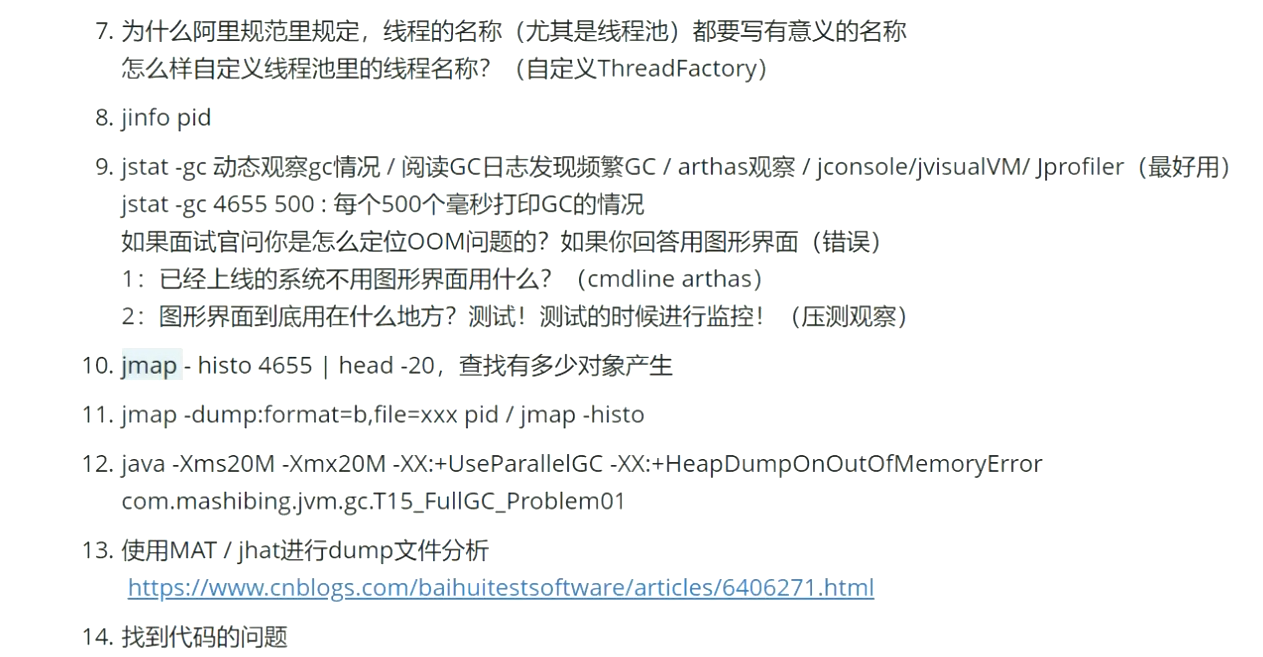 7. 为什么阿里规范里规定，线程的名称（尤其是线程池）都要写有意义的名称
怎么样自定义线程池里的线程名称？（自定义ThreadFactory）
8. jinfo pid
9. jstat -gc 动态观察gc情况 / 阅读GC日志发现频繁GC / arthas观察 / jconsole/jvisualVM/ Jprofiler（最好用）
jstat -gc 4655 500 : 每个500个毫秒打印GC的情况
如果面试官问你是怎么定位OOM问题的？如果你回答用图形界面（错误）
1：已经上线的系统不用图形界面用什么？（cmdline arthas）
2：图形界面到底用在什么地方？测试！测试的时候进行监控！（压测观察）
10. jmap - histo 4655 | head -20，查找有多少对象产生
11. jmap -dump:format=b,file=xxx pid / jmap -histo
12. java -Xms20M -Xmx20M -XX:+UseParallelGC -XX:+HeapDumpOnOutOfMemoryError
com.mashibing.jvm.gc.T15_FullGC_Problem01
13. 使用MAT / jhat进行dump文件分析
https://www.cnblogs.com/baihuitestsoftware/articles/6406271.html
14. 找到代码的问题